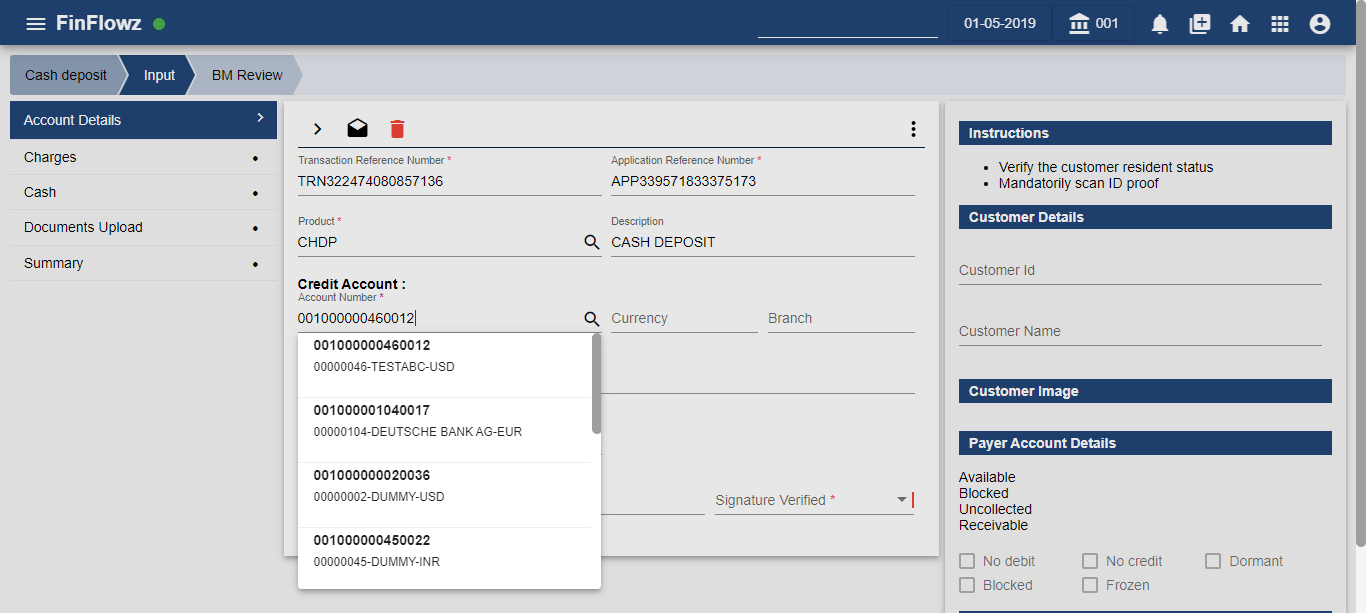 FinFlowz
01-05-2019
001
Cash deposit
Input
BM Review
Account Details
Charges
Cash
Documents Upload
Summary
Transaction Reference Number *
Application Reference Number *
TRN322474080857136
APP339571833375173
Product *
Description
CHDP
CASH DEPOSIT
Credit Account :
Account Number *
001000000460012
Currency
Branch
001000000460012
00000046-TESTABC-USD
001000001040017
00000104-DEUTSCHE BANK AG-EUR
001000000020036
00000002-DUMMY-USD
001000000450022
00000045-DUMMY-INR
Signature Verified *
Instructions
• Verify the customer resident status
• Mandatorily scan ID proof
Customer Details
Customer Id
Customer Name
Customer Image
Payer Account Details
Available
Blocked
Uncollected
Receivable
No debit
No credit
Dormant
Blocked
Frozen